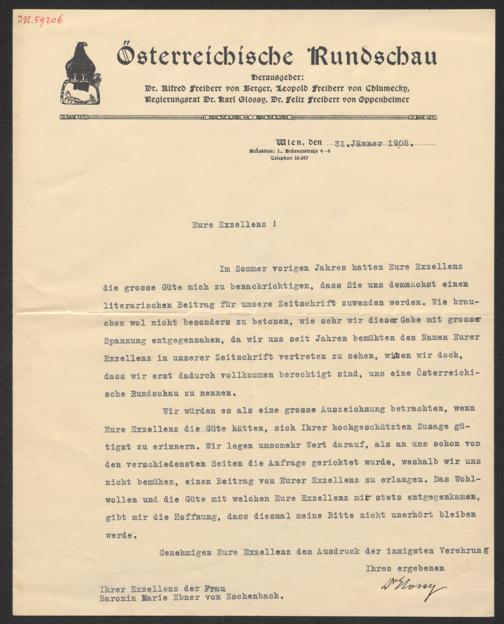 I.N. 59206
Österreichische Rundschau
Herausgeber:
Dr. Alfred Freiherr von Berger, Leopold Freiherr von Chlumecky,
Regierungsrat Dr. Karl Glossy, Dr. Felix Freiherr von Oppenheimer
Wien, den 31. Jänner 1908.
Redaktion: I., Bräunerstraße 4-6
Telephon 10.017
Eure Exzellenz !
Im Sommer vorigen Jahres hatten Eure Exzellenz
die grosse Güte mich zu benachrichtigen, dass Sie uns demnächst einen
literarischen Beitrag für unsere Zeitschrift zuwenden werden. Wie brau-
chen wol nicht besonders zu betonen, wie sehr wir dieser Gabe mit grosser
Spannung entgegensahen, da wir uns seit Jahren bemühten den Namen Eurer
Exzellenz in unserer Zeitschrift vertreten zu sehen, wissen wir doch,
dass wir erst dadurch vollkommen berechtigt sind, uns eine Österreichi-
sche Rundschau zu nennen.
Wir würden es als eine grosse Auszeichnung betrachten, wenn
Eure Exzellenz die Güte hätten, sich Ihrer hochgeschätzten Zusage gü-
tigst zu erinnern. Wir legen umsomehr Wert darauf, als an uns schon von
den verschiedensten Seiten die Anfrage gerichtet wurde, weshalb wir uns
nicht bemühen, einen Beitrag von Eurer Exzellenz zu erlangen. Das Wohl-
wollen und die Güte mit welchen Eure Exzellenz mir stets entgegenkamen,
gibt mir die Hoffnung, dass diesmal meine Bitte nicht unerhört bleiben
werde.
Genehmigen Eure Exzellenz den Ausdruck der innigsten Verehrung
Ihres ergebenen
Dr Glossy
Ihrer Exzellenz der Frau
Baronin Marie Ebner von Eschenbach.